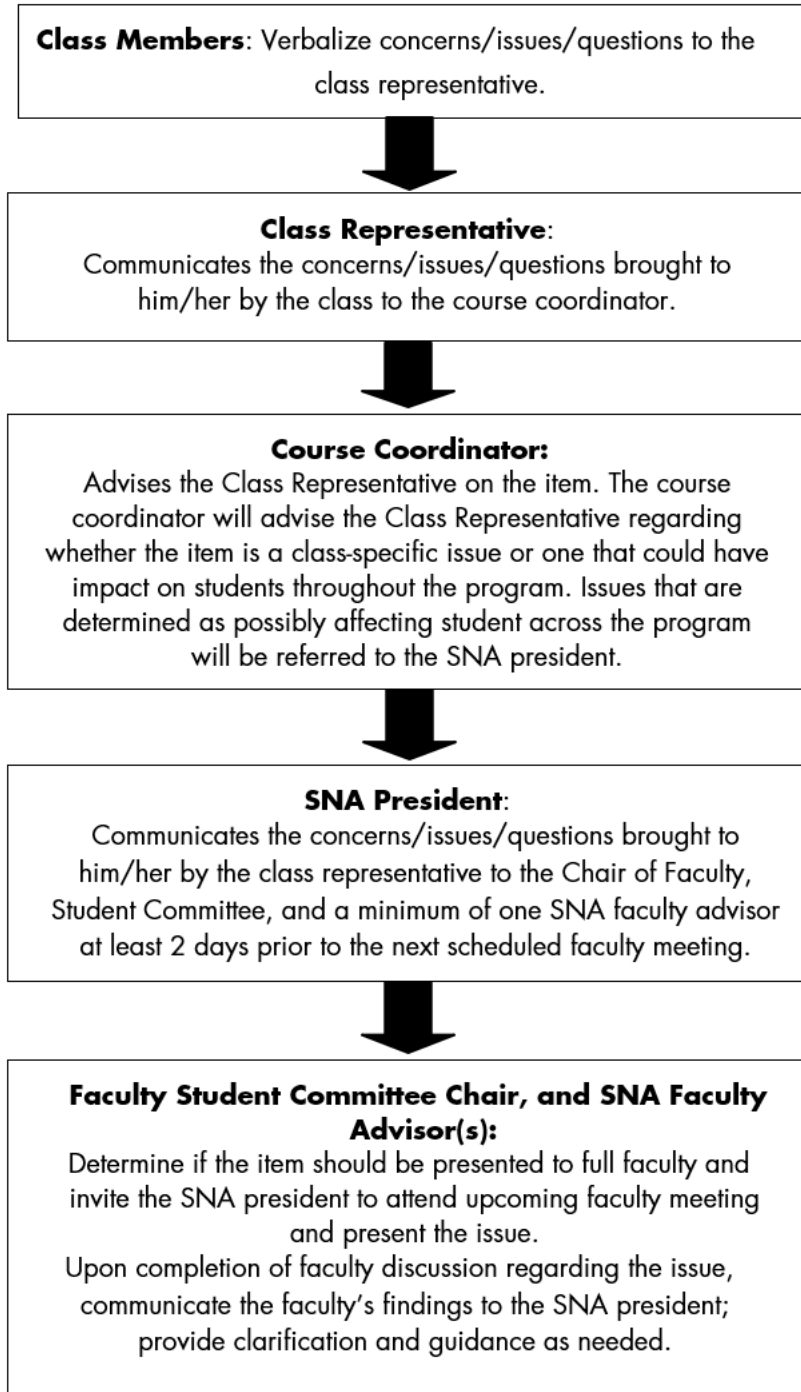 Class Members: Verbalize concerns/issues/questions to the
class representative.
Class Representative:
Communicates the concerns/issues/questions brought to
him/her by the class to the course coordinator.
Course Coordinator:
Advises the Class Representative on the item. The course
coordinator will advise the Class Representative regarding
whether the item is a class-specific issue or one that could have
impact on students throughout the program. Issues that are
determined as possibly affecting student across the program
will be referred to the SNA president.
SNA President:
Communicates the concerns/issues/questions brought to
him/her by the class representative to the Chair of Faculty,
Student Committee, and a minimum of one SNA faculty advisor
at least 2 days prior to the next scheduled faculty meeting.
Faculty Student Committee Chair, and SNA Faculty
Advisor(s):
Determine if the item should be presented to full faculty and
invite the SNA president to attend upcoming faculty meeting
and present the issue.
Upon completion of faculty discussion regarding the issue,
communicate the faculty’s findings to the SNA president;
provide clarification and guidance as needed.